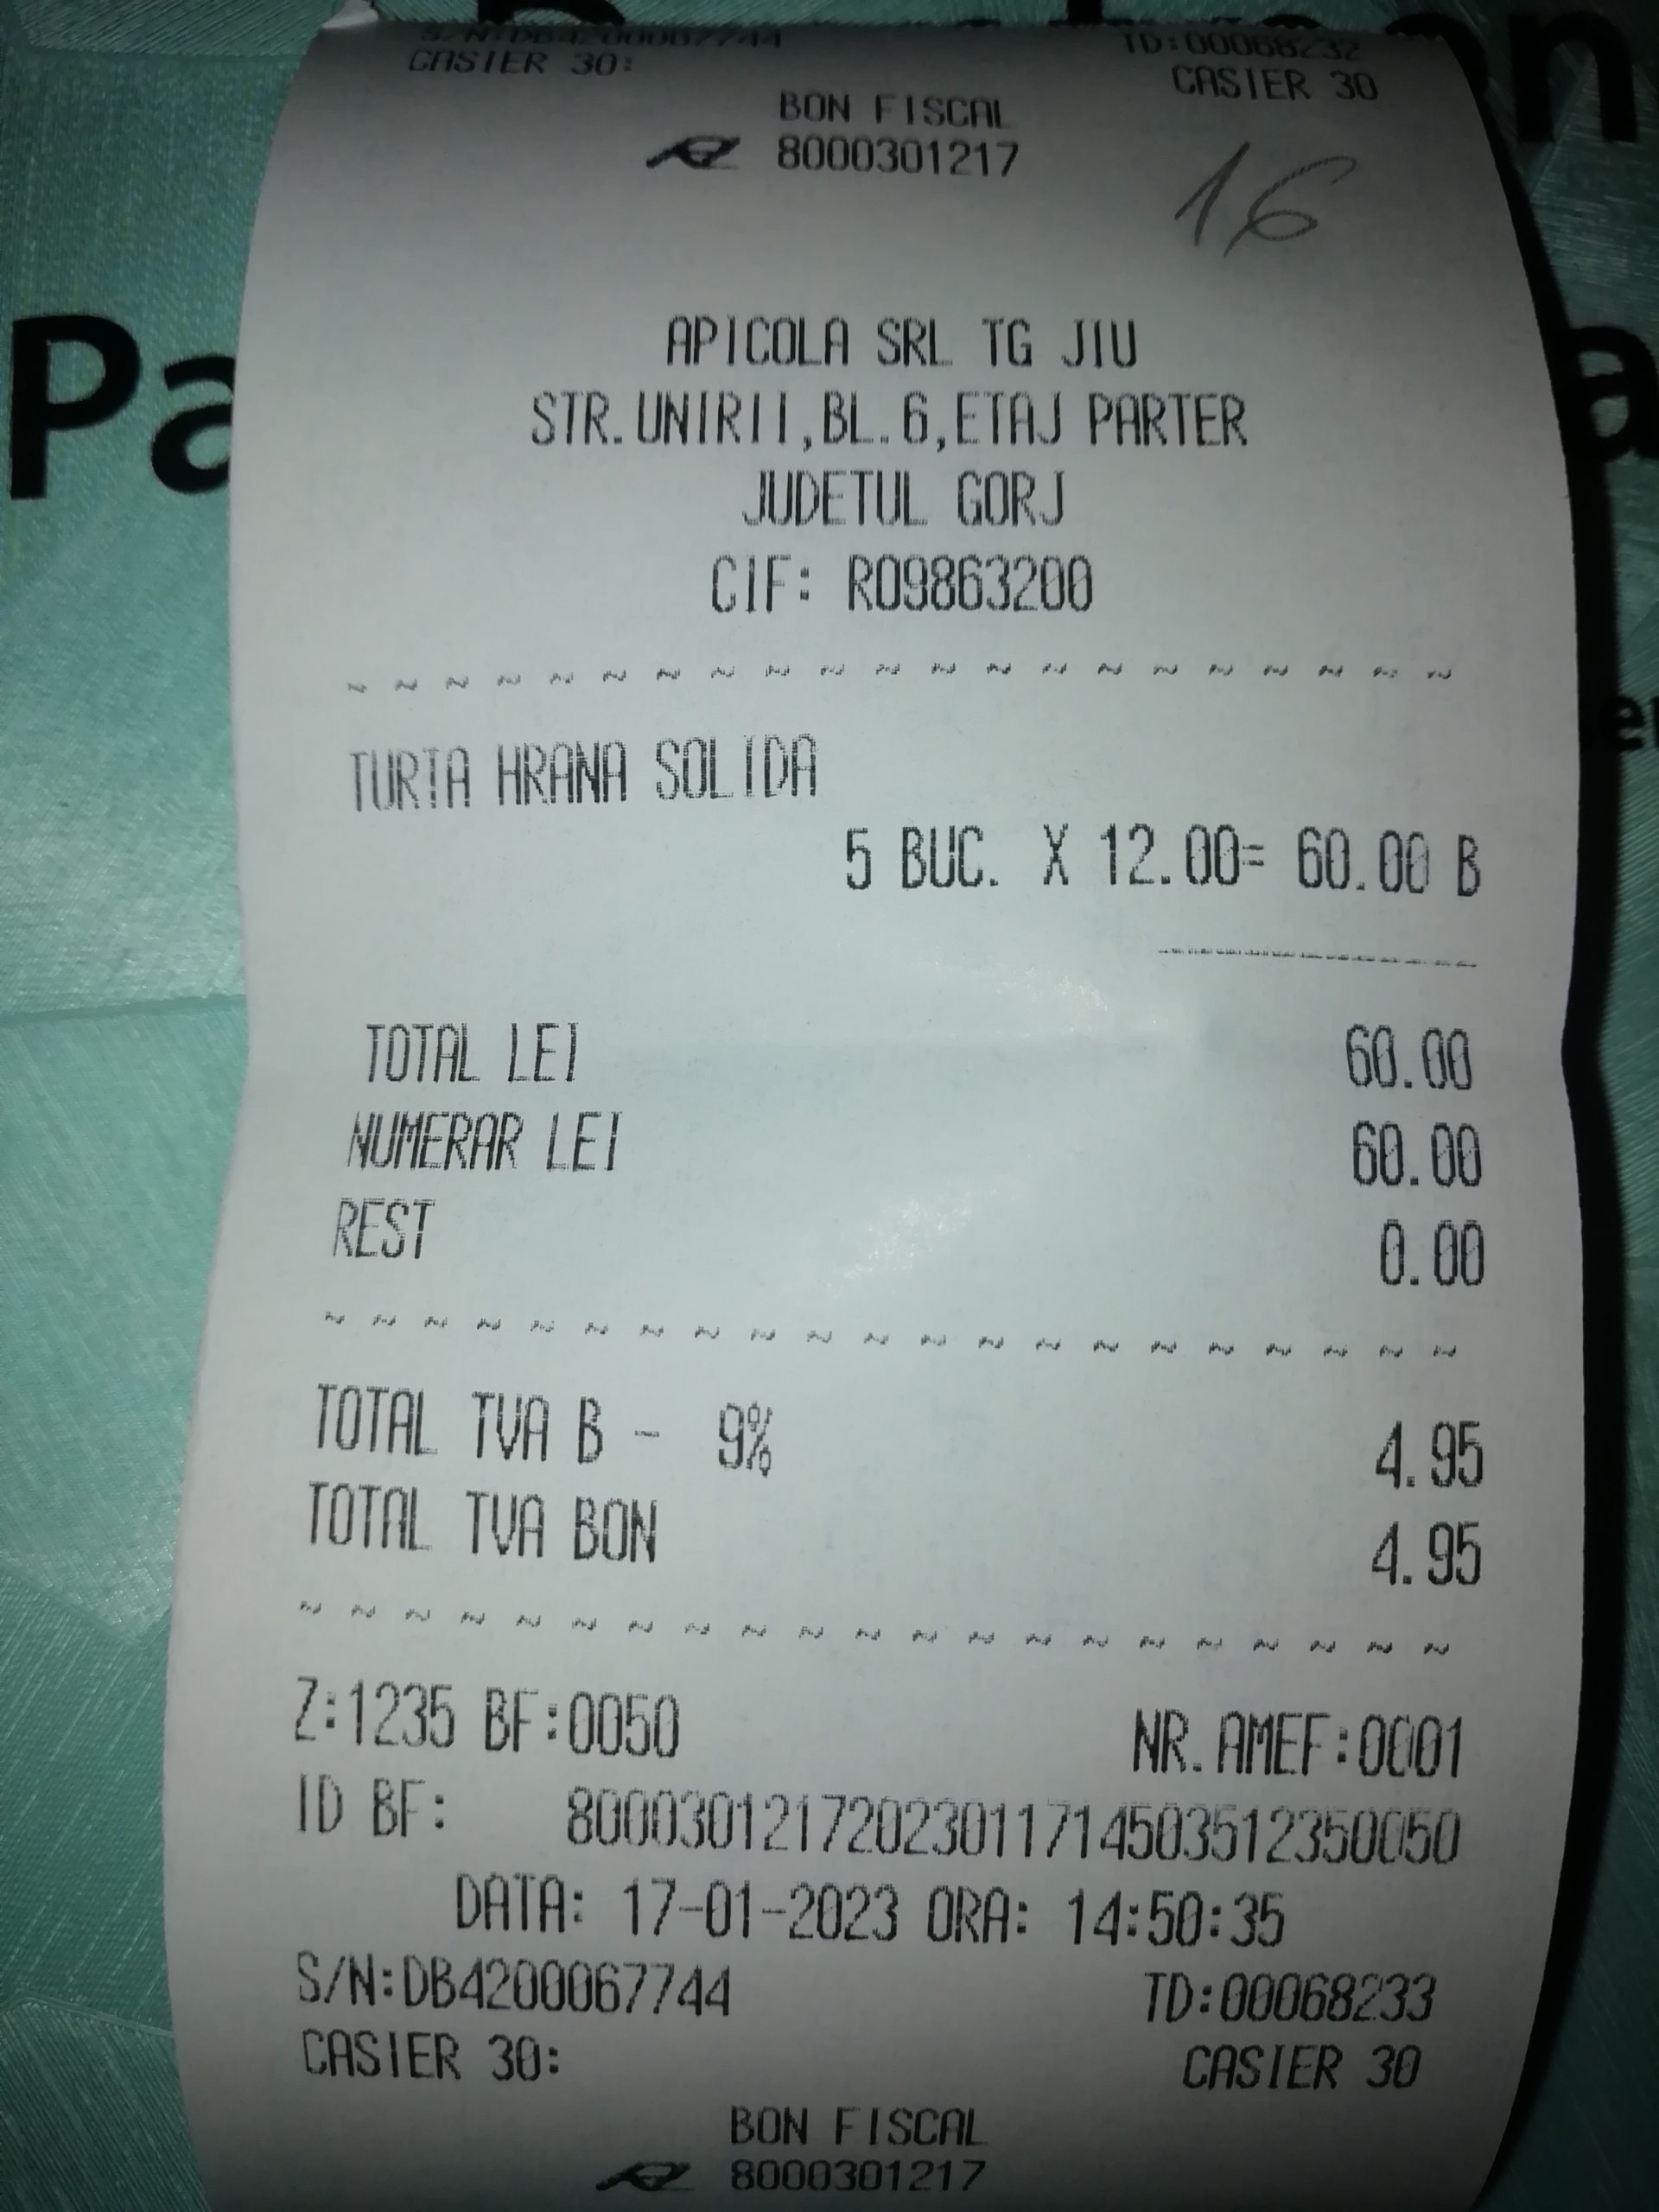 S/N:DB4200067744 TD:00068232
CASIER 30: CASIER 30
BON FISCAL
8000301217
16
APICOLA SRL TG JIU
STR.UNIRII,BL.6,ETAJ PARTER
JUDETUL GORJ
CIF: RO9863200
Pa
TURTA HRANA SOLIDA
5 BUC. X 12.00= 60.00 B
TOTAL LEI 60.00
NUMERAR LEI 60.00
REST 0.00
TOTAL TVA B - 9% 4.95
TOTAL TVA BON 4.95
Z:1235 BF:0050 NR.AMEF:0001
ID BF: 80003012172023011714503512350050
DATA: 17-01-2023 ORA: 14:50:35
S/N:DB4200067744 TD:00068233
CASIER 30: CASIER 30
BON FISCAL
8000301217